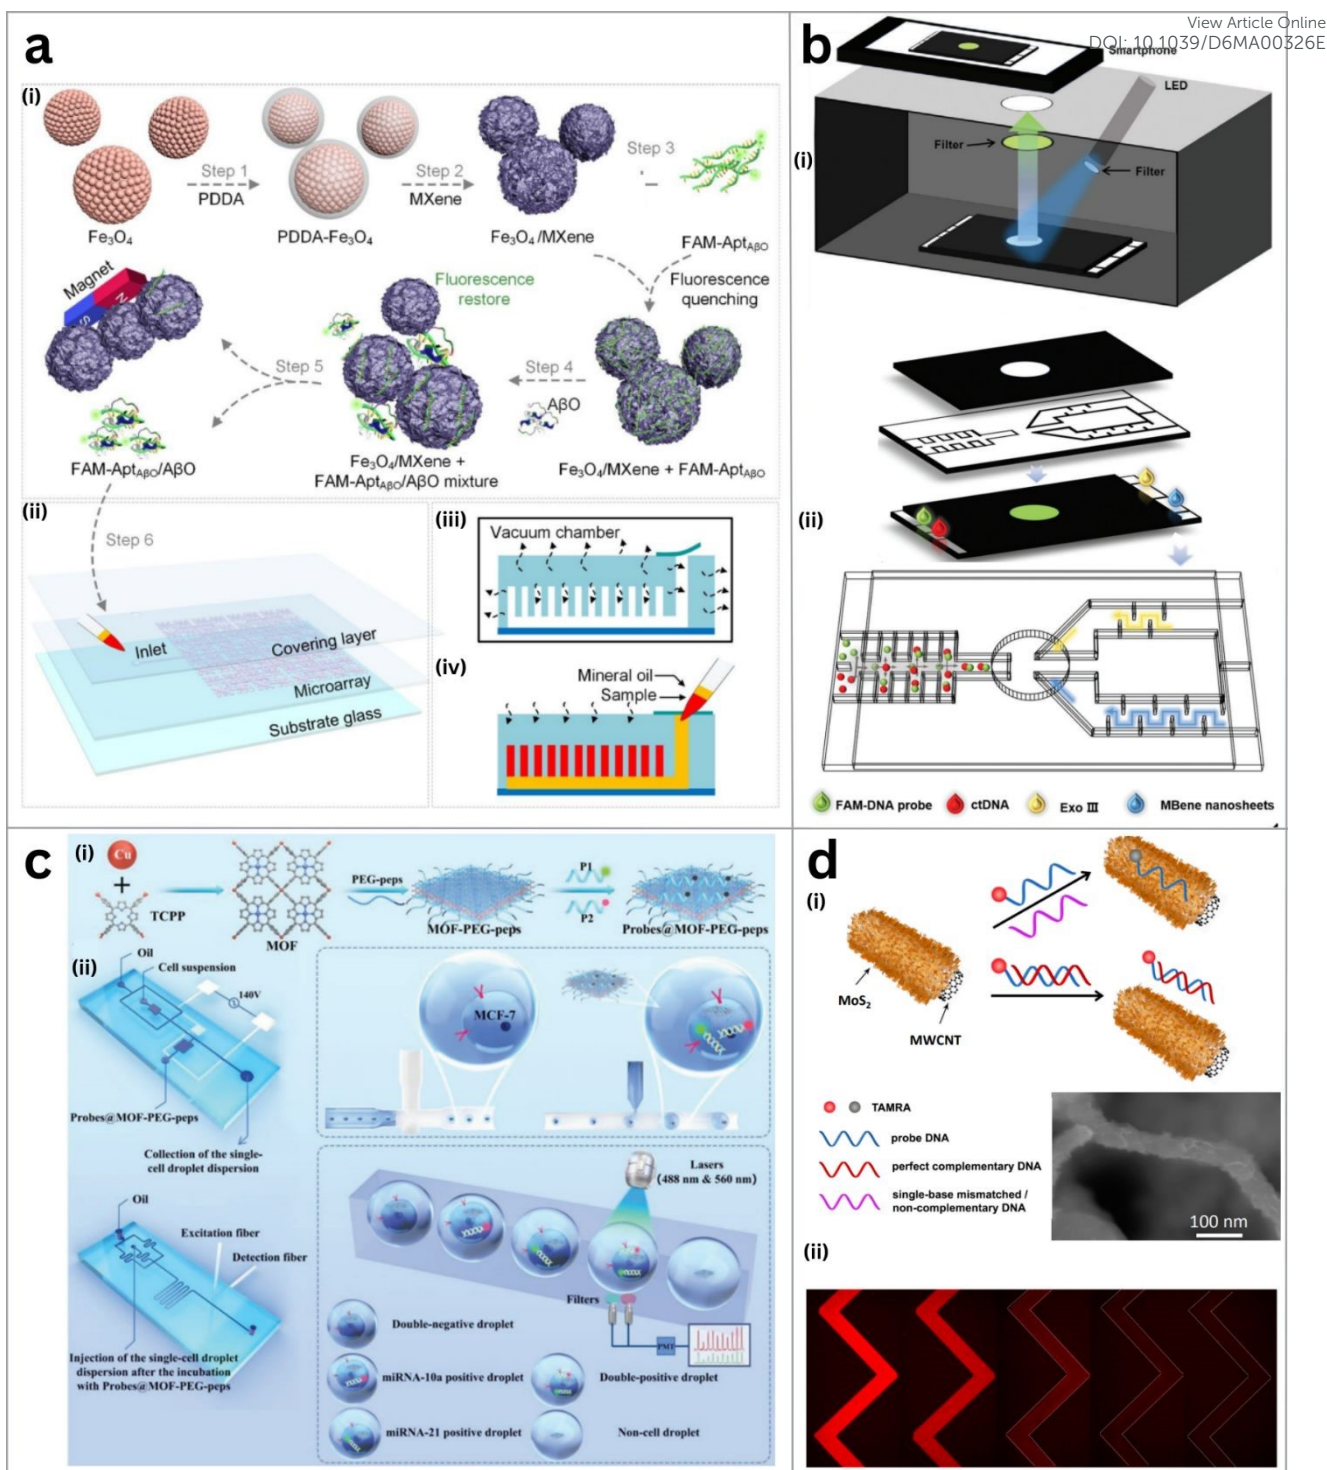 View Article Online
DOI: 10.1039/D6MA00326E
a
(i)
Step 1
PDDA
Step 2
MXene
Step 3
Fe₃O₄
PDDA-Fe₃O₄
Fe₃O₄/MXene
FAM-Apt_AβO
Magnet
N
S
Fluorescence
restore
Fluorescence
quenching
Step 5
Step 4
AβO
FAM-Apt_AβO/AβO
Fe₃O₄/MXene +
FAM-Apt_AβO/AβO mixture
Fe₃O₄/MXene + FAM-Apt_AβO
(ii)
Step 6
Inlet
Covering layer
Microarray
Substrate glass
(iii)
Vacuum chamber
(iv)
Mineral oil
Sample
b
Smartphone
LED
(i)
Filter
Filter
(ii)
FAM-DNA probe
ctDNA
Exo III
MBene nanosheets
c
(i)
Cu
+
TCPP
MOF
PEG-peps
MOF-PEG-peps
P1
P2
Probes@MOF-PEG-peps
(ii)
Oil
Cell suspension
140V
Probes@MOF-PEG-peps
Collection of the single-
cell droplet dispersion
MCF-7
Oil
Excitation fiber
Detection fiber
Injection of the single-cell droplet
dispersion after the incubation
with Probes@MOF-PEG-peps
Lasers
(488 nm & 560 nm)
Filters
PMT
Double-negative droplet
miRNA-10a positive droplet
Double-positive droplet
miRNA-21 positive droplet
Non-cell droplet
d
(i)
MoS₂
MWCNT
TAMRA
probe DNA
perfect complementary DNA
single-base mismatched /
non-complementary DNA
100 nm
(ii)